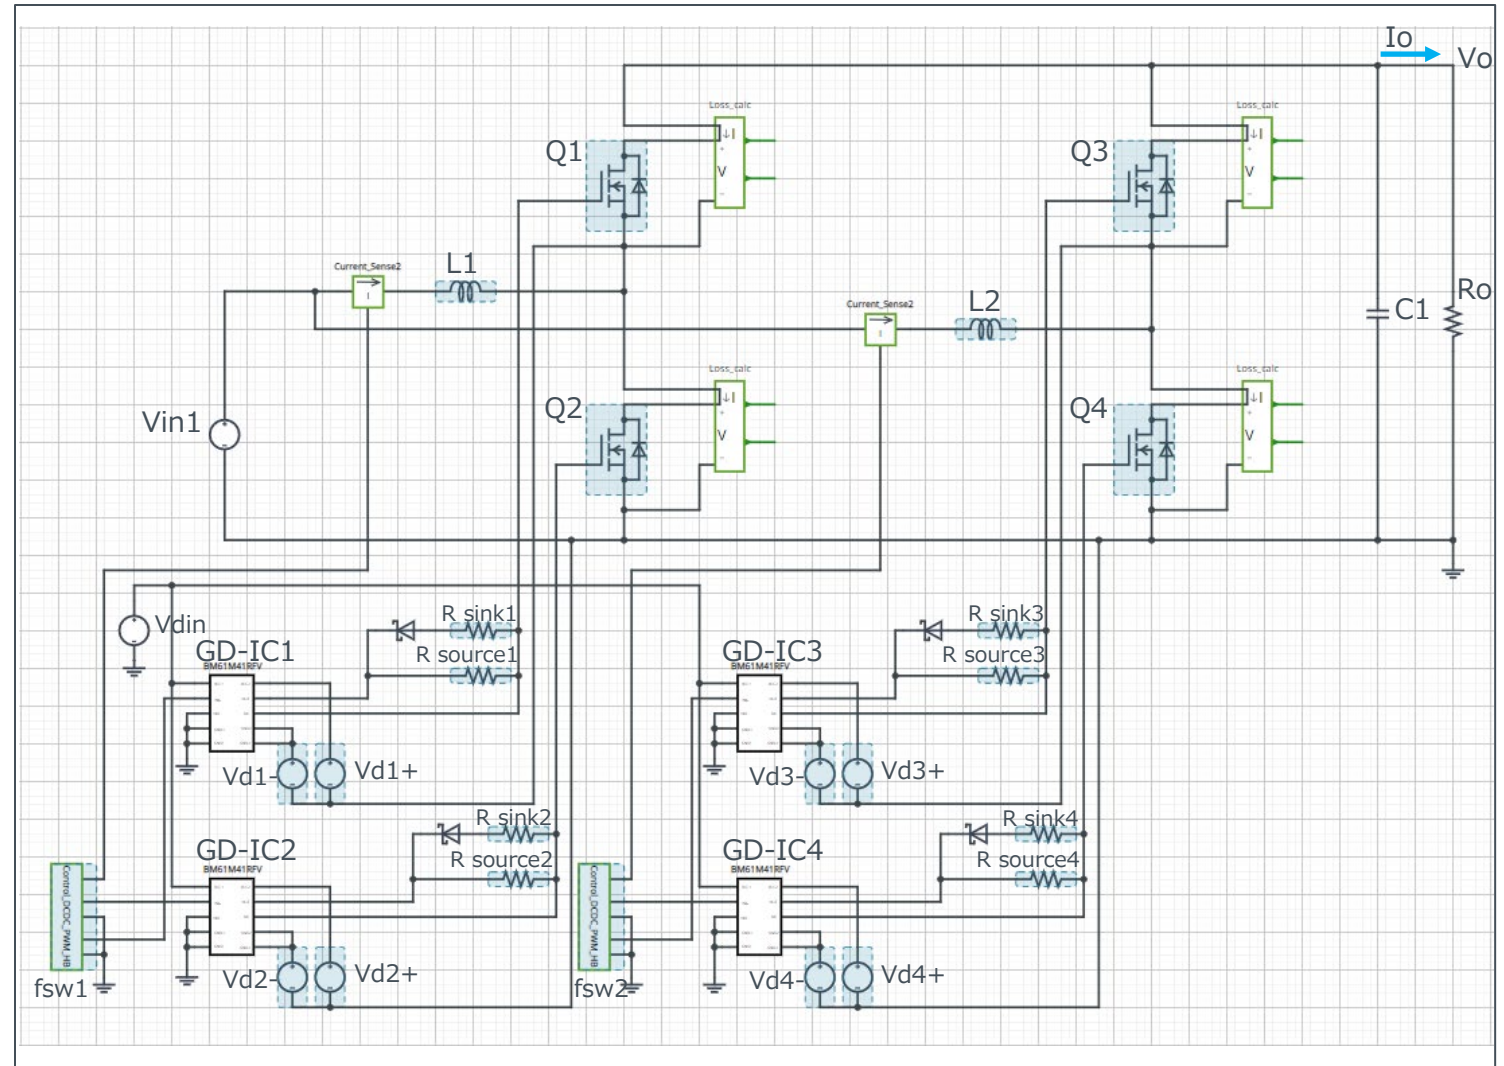 Io
Vo
Loss_calc
Loss_calc
Q1
I
V
Q3
I
V
Current_Sense2
L1
I
Current_Sense2
L2
I
Ro
C1
Loss_calc
Loss_calc
Vin1
Q2
I
V
Q4
I
V
Vdin
R sink1
R source1
GD-IC1
BM61M41RFV
R sink3
R source3
GD-IC3
BM61M41RFV
Vd1-
Vd1+
Vd3-
Vd3+
R sink2
R source2
GD-IC2
BM61M41RFV
R sink4
R source4
GD-IC4
BM61M41RFV
Control_DCDC_PWM_HB
Control_DCDC_PWM_HB
fsw1
Vd2-
Vd2+
fsw2
Vd4-
Vd4+